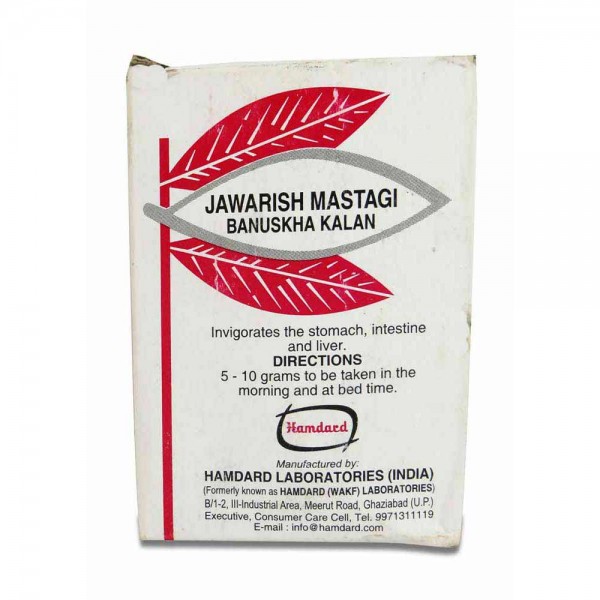 JAWARISH MASTAGI
BANUSKHA KALAN
Invigorates the stomach, intestine
and liver.
DIRECTIONS
5 - 10 grams to be taken in the
morning and at bed time.
Hamdard
Manufactured by:
HAMDARD LABORATORIES (INDIA)
(Formerly known as HAMDARD (WAKF) LABORATORIES)
B/1-2, III-Industrial Area, Meerut Road, Ghaziabad (U.P.)
Executive, Consumer Care Cell, Tel. 9971311119
E-mail : info@hamdard.com